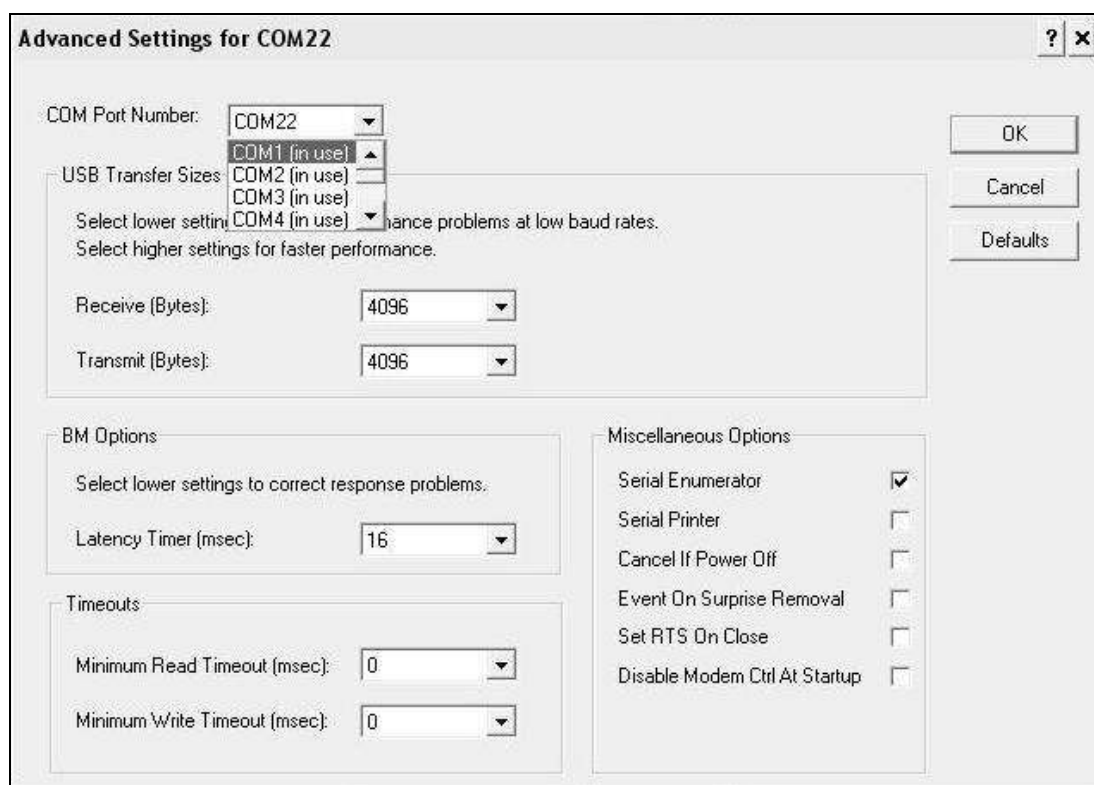 Advanced Settings for COM22
COM Port Number: COM22
COM1 (in use)
COM2 (in use)
COM3 (in use)
COM4 (in use)
OK
Cancel
Defaults
USB Transfer Sizes
Select lower mance problems at low baud rates.
Select higher settings for faster performance.
Receive (Bytes): 4096
Transmit (Bytes): 4096
BM Options
Select lower settings to correct response problems.
Latency Timer (msec): 16
Timeouts
Minimum Read Timeout (msec): 0
Minimum Write Timeout (msec): 0
Miscellaneous Options
Serial Enumerator
Serial Printer
Cancel If Power Off
Event On Surprise Removal
Set RTS On Close
Disable Modem Ctrl At Startup